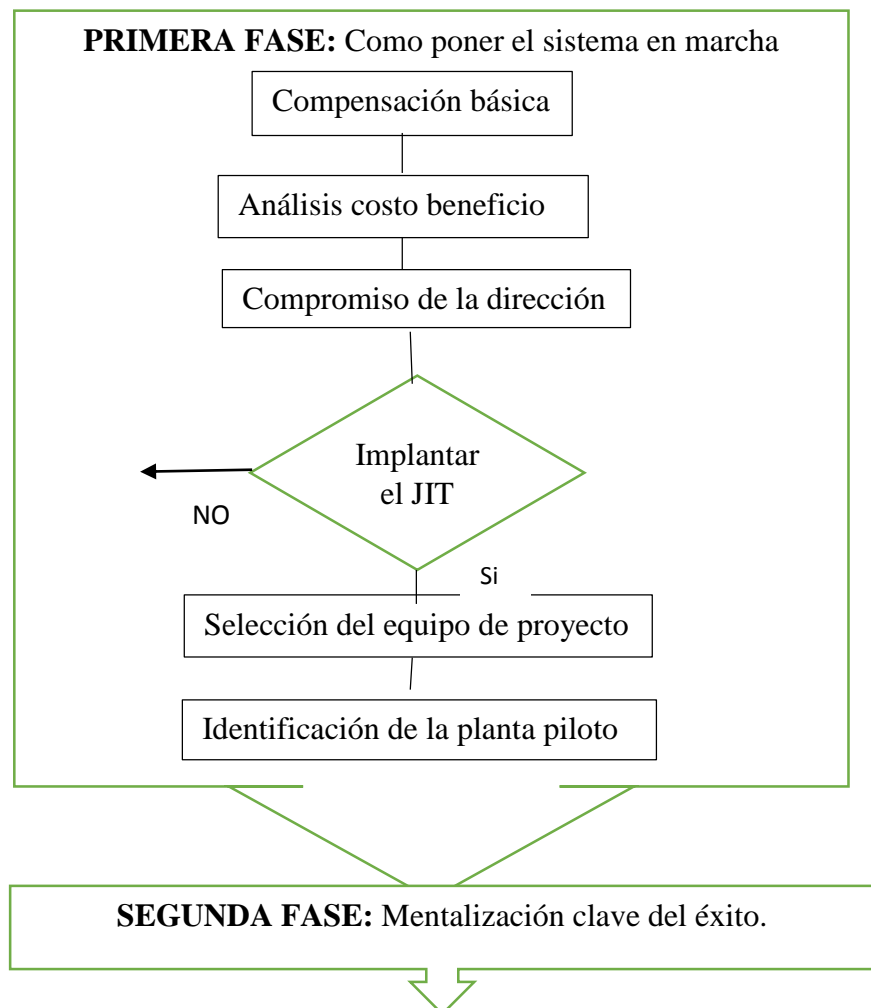 PRIMERA FASE: Como poner el sistema en marcha
Compensación básica
Análisis costo beneficio
Compromiso de la dirección
Implantar
el JIT
NO
Si
Selección del equipo de proyecto
Identificación de la planta piloto
SEGUNDA FASE: Mentalización clave del éxito.